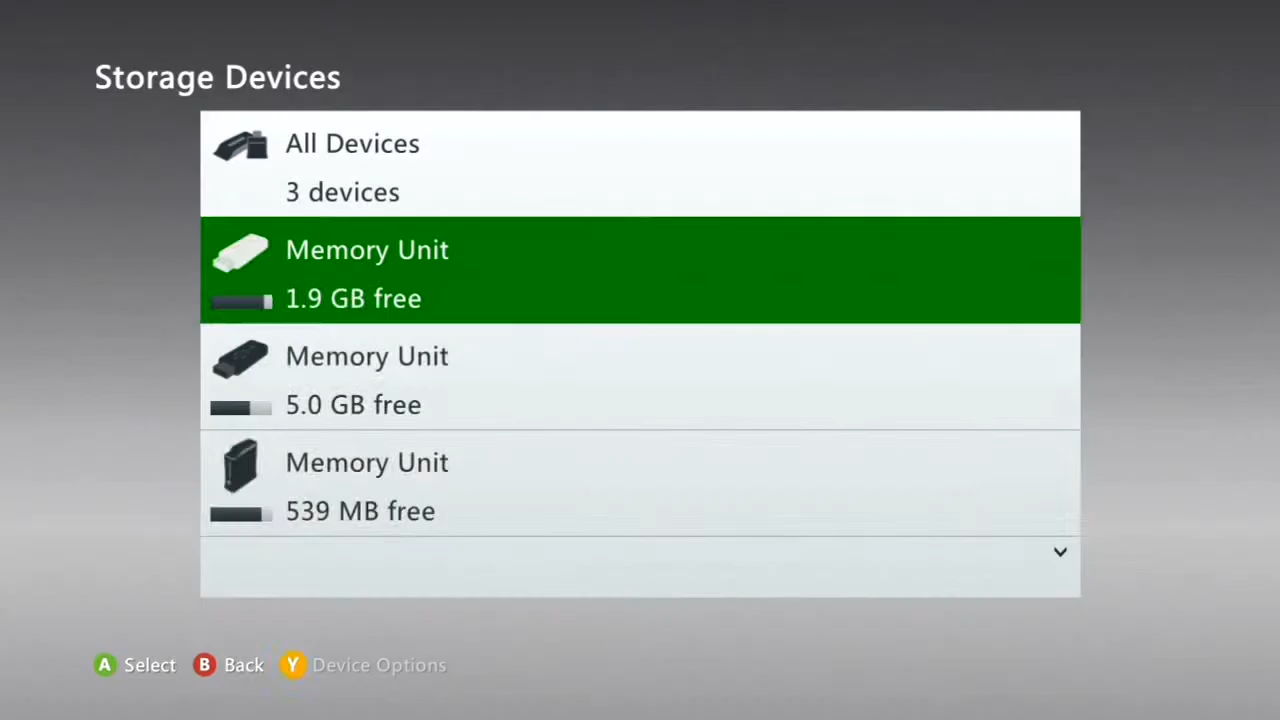 Storage Devices
All Devices
3 devices
Memory Unit
1.9 GB free
Memory Unit
5.0 GB free
Memory Unit
539 MB free
A Select B Back Y Device Options